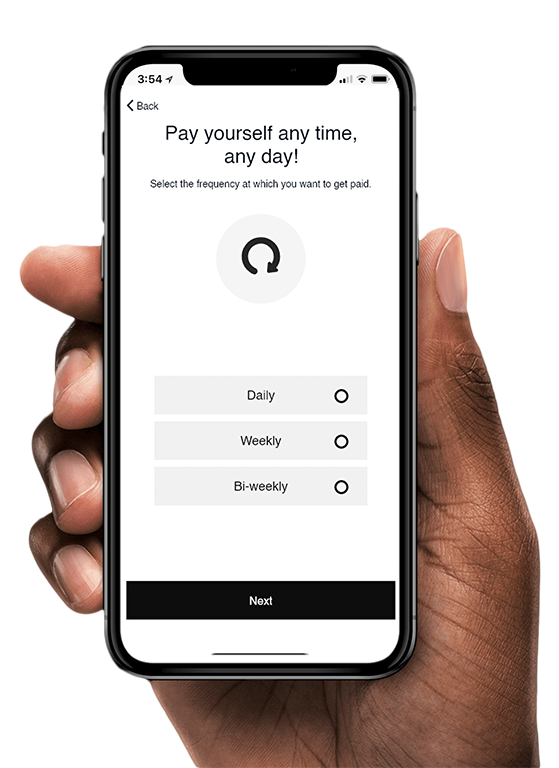 3:54
Back
Pay yourself any time,
any day!
Select the frequency at which you want to get paid.
Daily
Weekly
Bi-weekly
Next